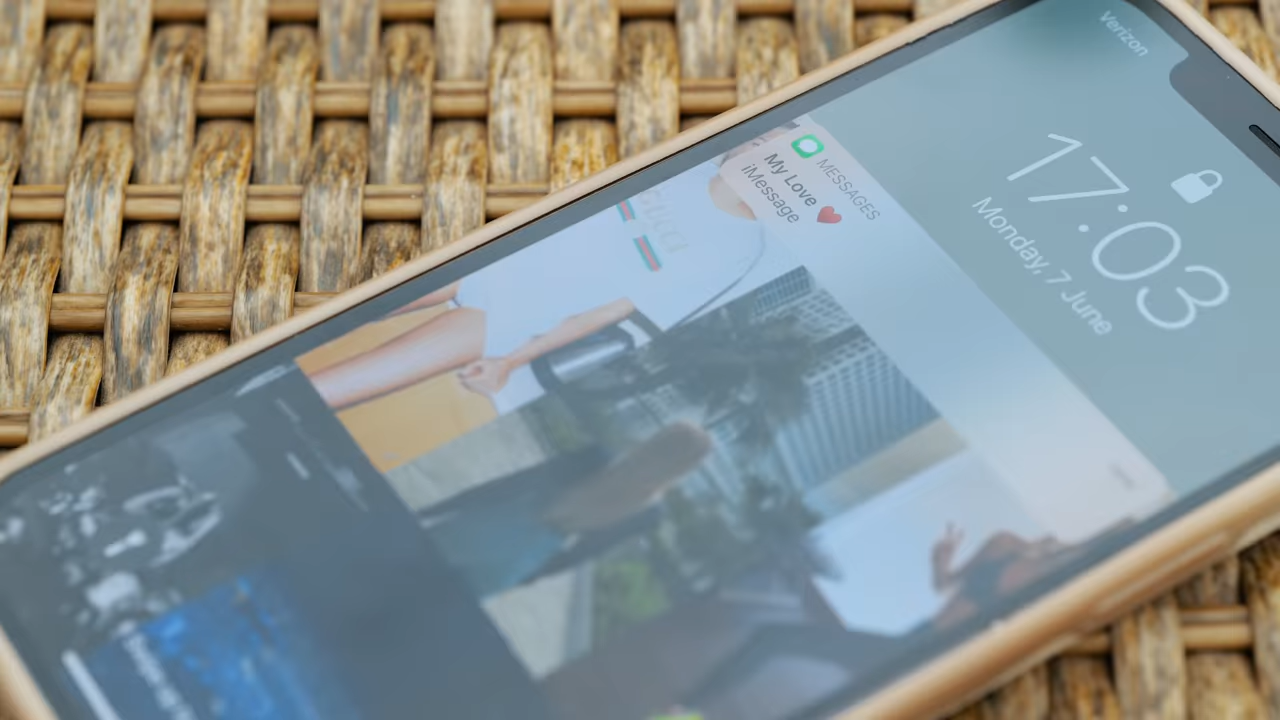 Verizon
17:03
Monday, 7 June
MESSAGES
My Love ❤️
iMessage